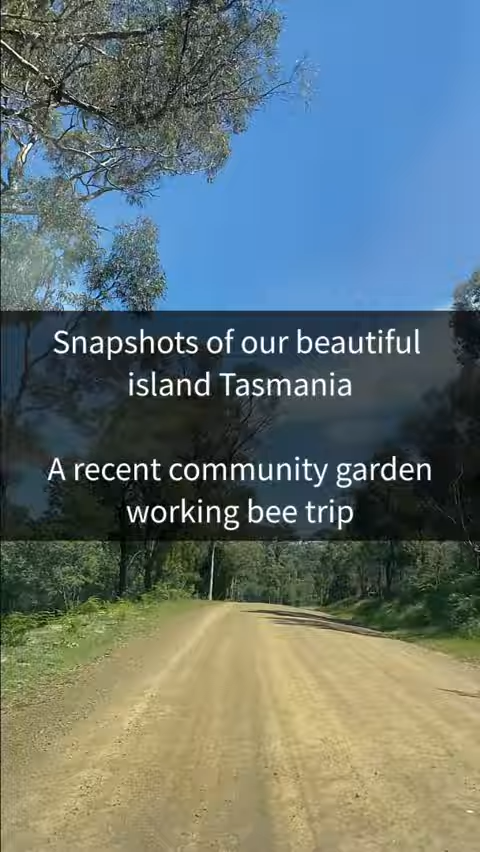 Snapshots of our beautiful
island Tasmania
A recent community garden
working bee trip